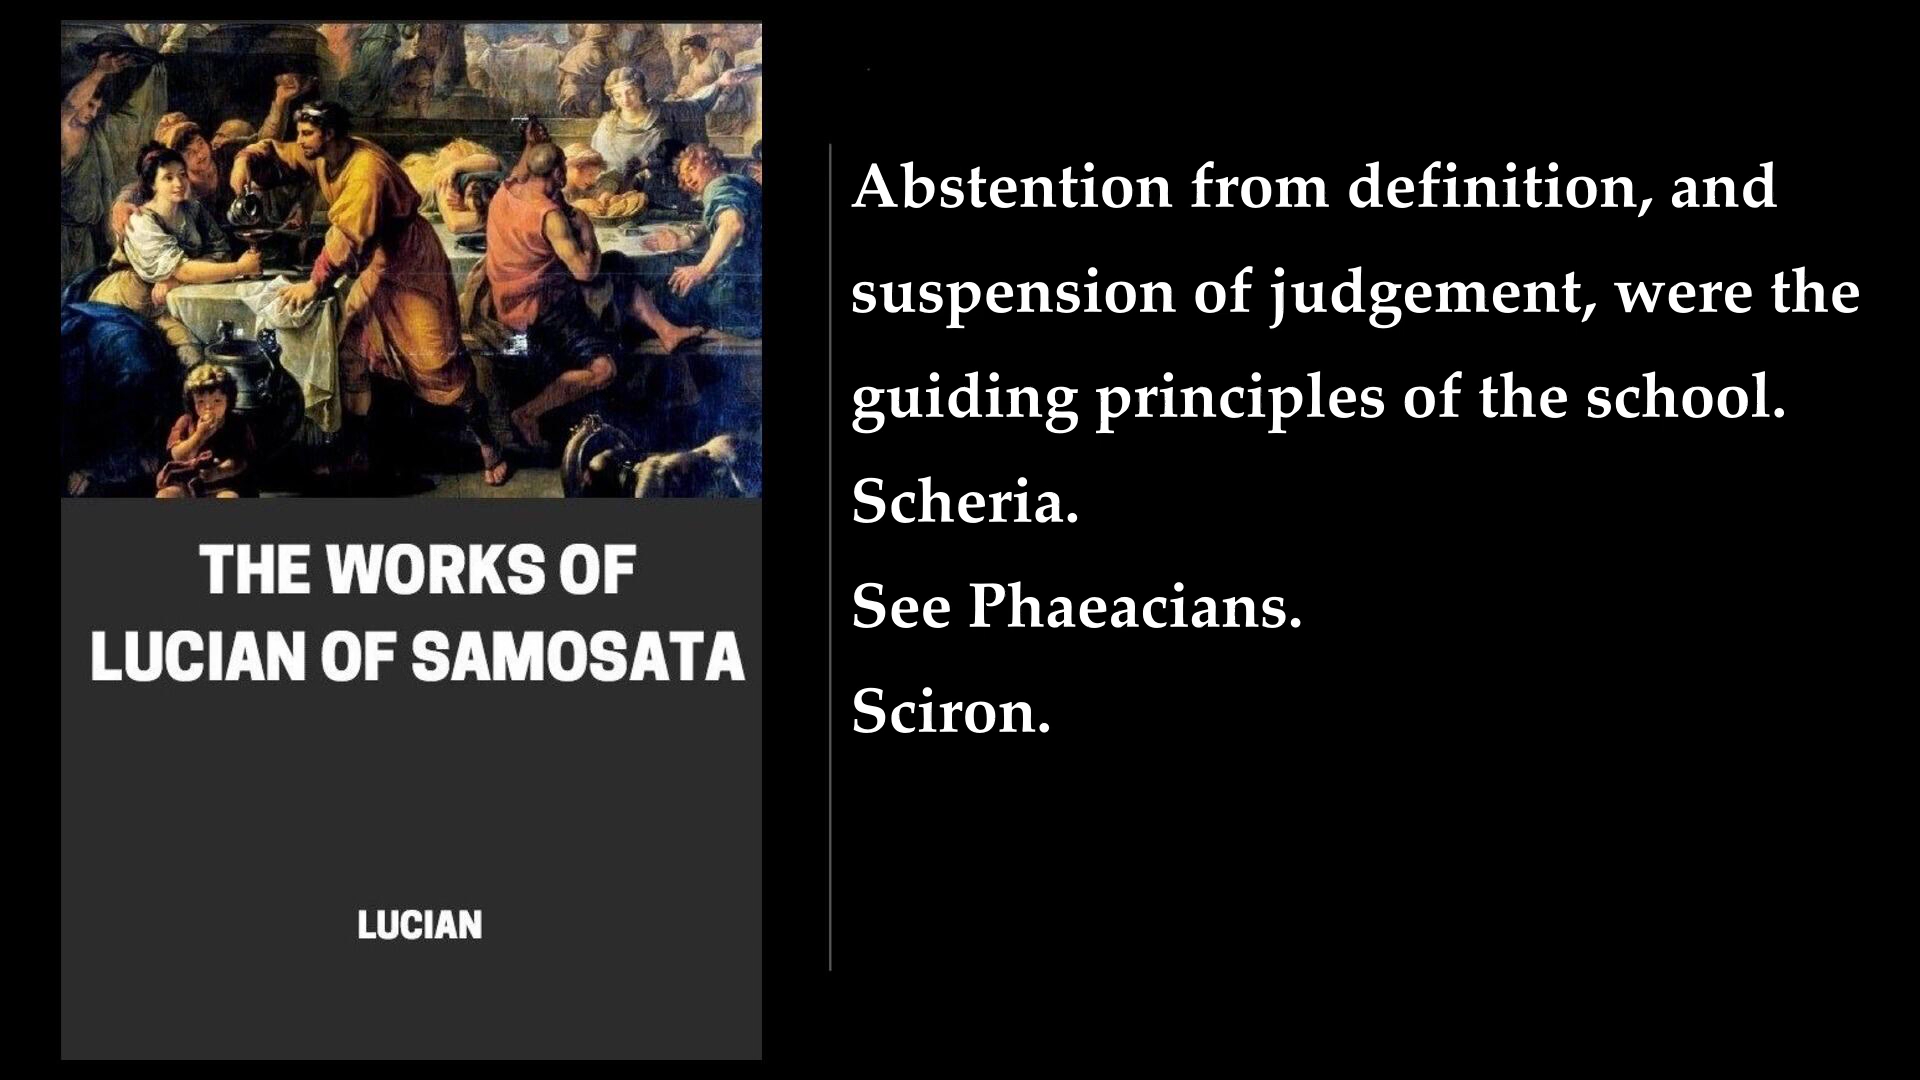 THE WORKS OF
LUCIAN OF SAMOSATA
LUCIAN
Abstention from definition, and
suspension of judgement, were the
guiding principles of the school.
Scheria.
See Phaeacians.
Sciron.